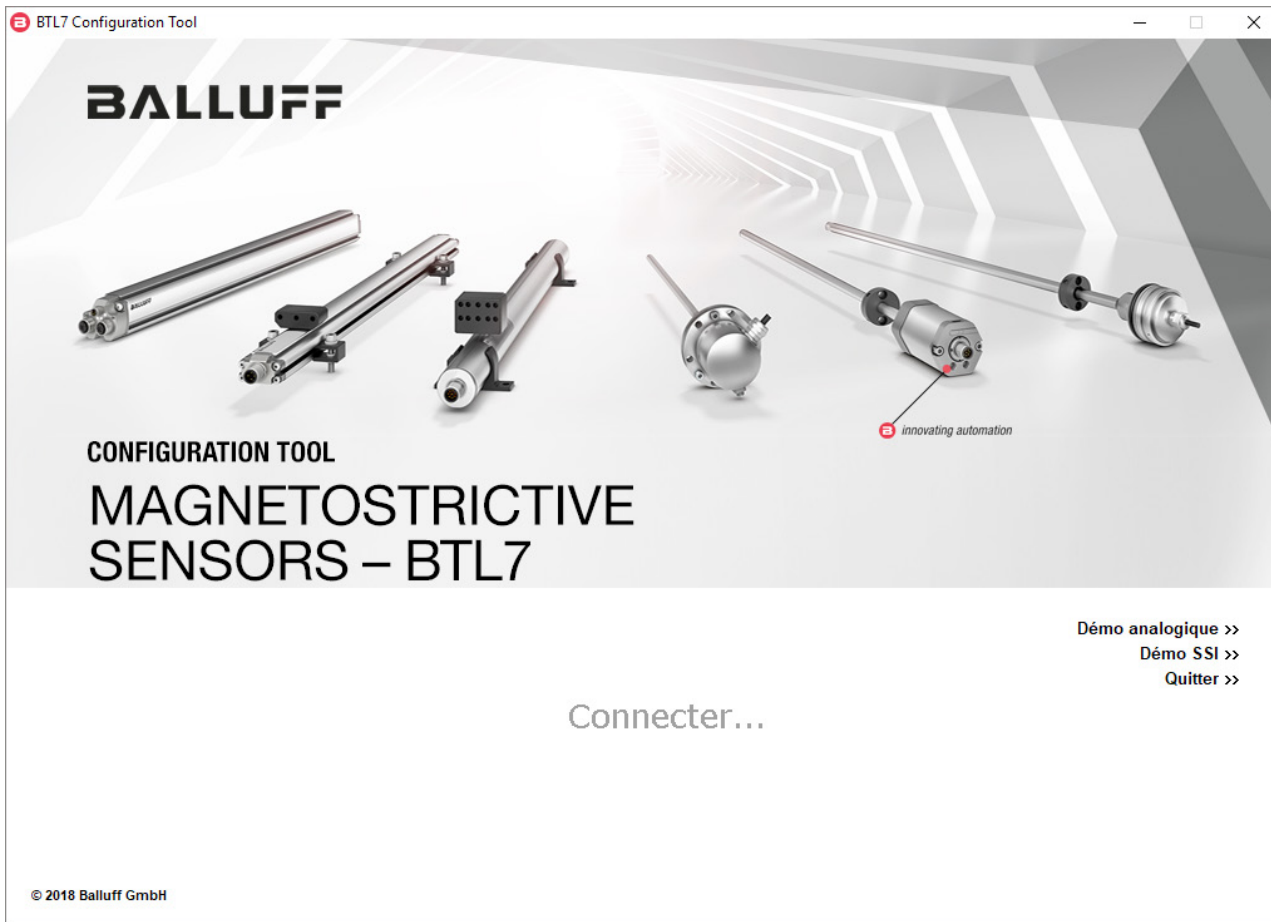 BTL7 Configuration Tool
BALLUFF
BALLUFF
innovating automation
CONFIGURATION TOOL
MAGNETOSTRICTIVE
SENSORS – BTL7
Démo analogique >>
Démo SSI >>
Quitter >>
Connecter...
© 2018 Balluff GmbH